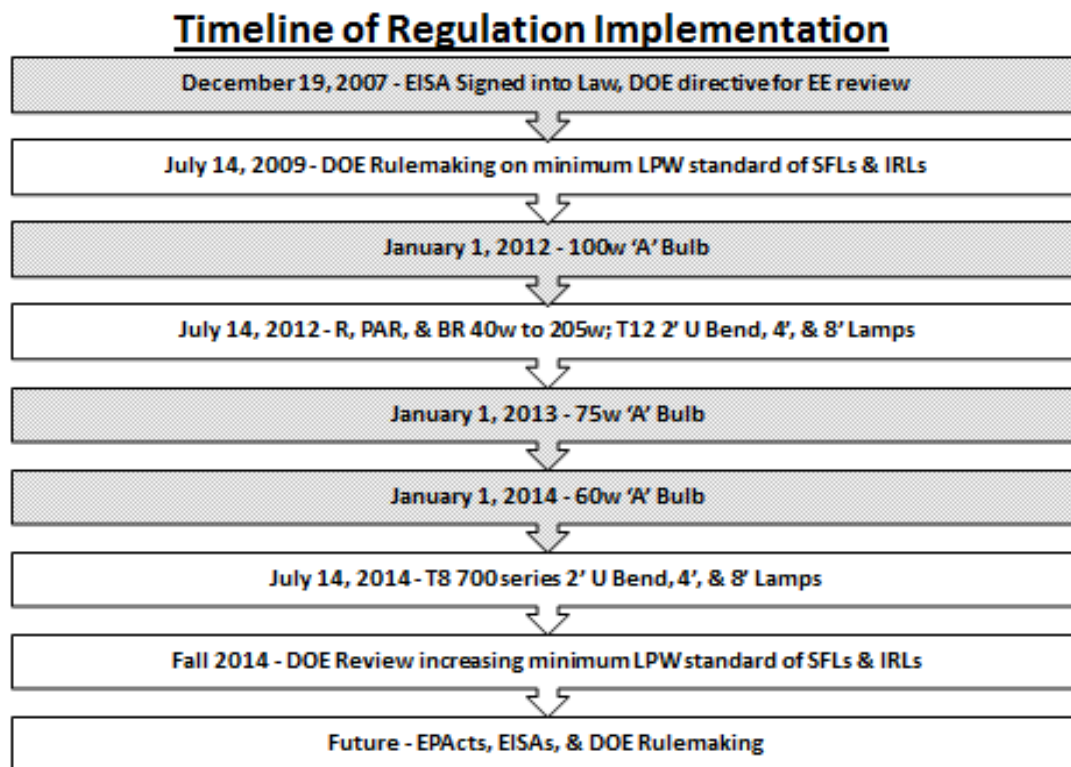 Timeline of Regulation Implementation
December 19, 2007 - EISA Signed into Law, DOE directive for EE review
July 14, 2009 - DOE Rulemaking on minimum LPW standard of SFLs & IRLs
January 1, 2012 - 100w ‘A’ Bulb
July 14, 2012 - R, PAR, & BR 40w to 205w; T12 2’ U Bend, 4’, & 8’ Lamps
January 1, 2013 - 75w ‘A’ Bulb
January 1, 2014 - 60w ‘A’ Bulb
July 14, 2014 - T8 700 series 2’ U Bend, 4’, & 8’ Lamps
Fall 2014 - DOE Review increasing minimum LPW standard of SFLs & IRLs
Future - EPActs, EISAs, & DOE Rulemaking